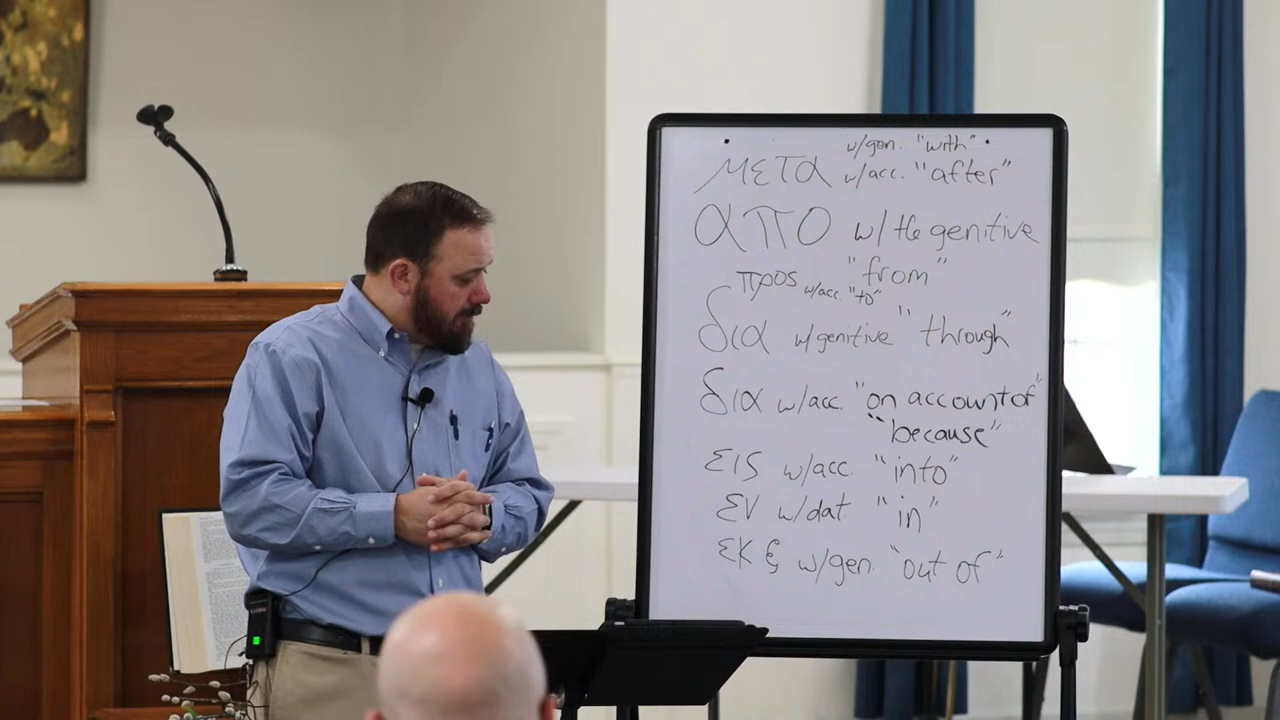 w/gen. "with"
μετα w/acc. "after"
απο w/the genitive
"from"
προς w/acc. "to"
δια w/genitive "through"
δια w/acc. "on account of"
"because"
εις w/acc. "into"
εν w/dat "in"
εκ ξ w/gen. "out of"